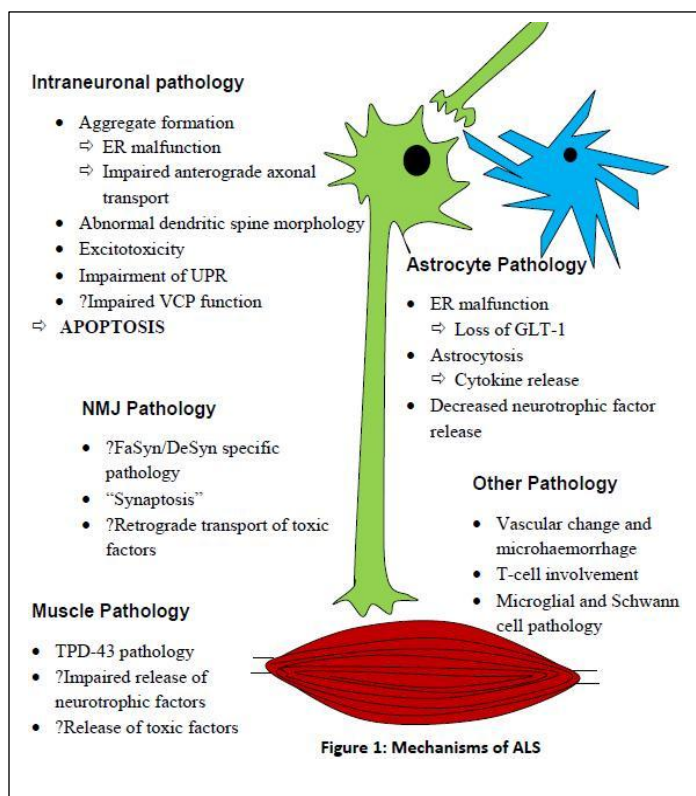 Intraneuronal pathology
• Aggregate formation
⇨ ER malfunction
⇨ Impaired anterograde axonal
transport
• Abnormal dendritic spine morphology
• Excitotoxicity
• Impairment of UPR
• ?Impaired VCP function
⇨ APOPTOSIS
Astrocyte Pathology
• ER malfunction
⇨ Loss of GLT-1
• Astrocytosis
⇨ Cytokine release
• Decreased neurotrophic factor
release
NMJ Pathology
• ?FaSyn/DeSyn specific
pathology
• “Synaptosis”
• ?Retrograde transport of toxic
factors
Other Pathology
• Vascular change and
microhaemorrhage
• T-cell involvement
• Microglial and Schwann
cell pathology
Muscle Pathology
• TPD-43 pathology
• ?Impaired release of
neurotrophic factors
• ?Release of toxic factors
Figure 1: Mechanisms of ALS